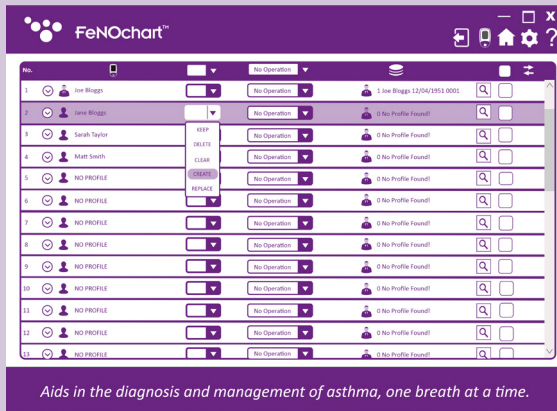 FeNOchart™
?
No. No Operation
1 Joe Bloggs No Operation 1 Joe Bloggs 12/04/1951 0001
2 Jane Bloggs No Operation 0 No Profile Found!
KEEP
3 Sarah Taylor No Operation 0 No Profile Found!
DELETE
4 Matt Smith No Operation 0 No Profile Found!
CLEAR
CREATE
5 NO PROFILE No Operation 0 No Profile Found!
REPLACE
6 NO PROFILE No Operation 0 No Profile Found!
7 NO PROFILE No Operation 0 No Profile Found!
8 NO PROFILE No Operation 0 No Profile Found!
9 NO PROFILE No Operation 0 No Profile Found!
10 NO PROFILE No Operation 0 No Profile Found!
11 NO PROFILE No Operation 0 No Profile Found!
12 NO PROFILE No Operation 0 No Profile Found!
13 NO PROFILE No Operation 0 No Profile Found!
Aids in the diagnosis and management of asthma, one breath at a time.